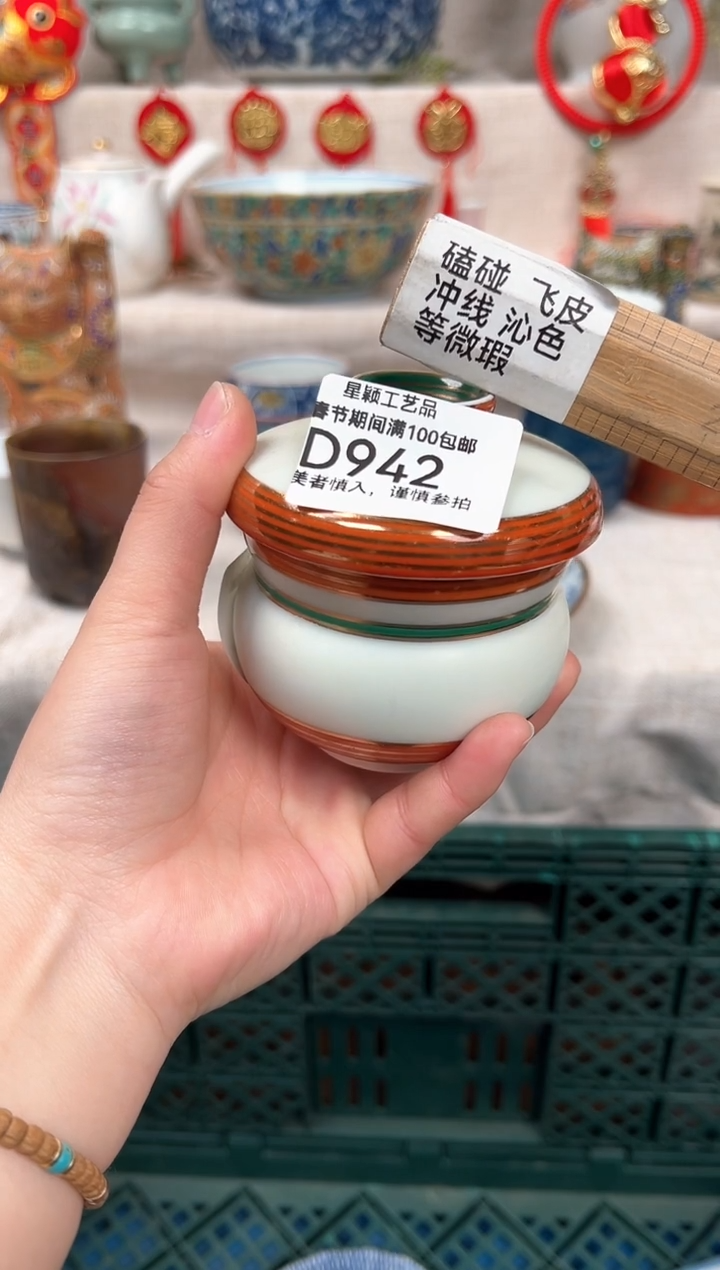 磕碰 飞皮
冲线 沁色
等微瑕
星颖工艺品
春节期间满100包邮
D942
美者慎入，谨慎参拍